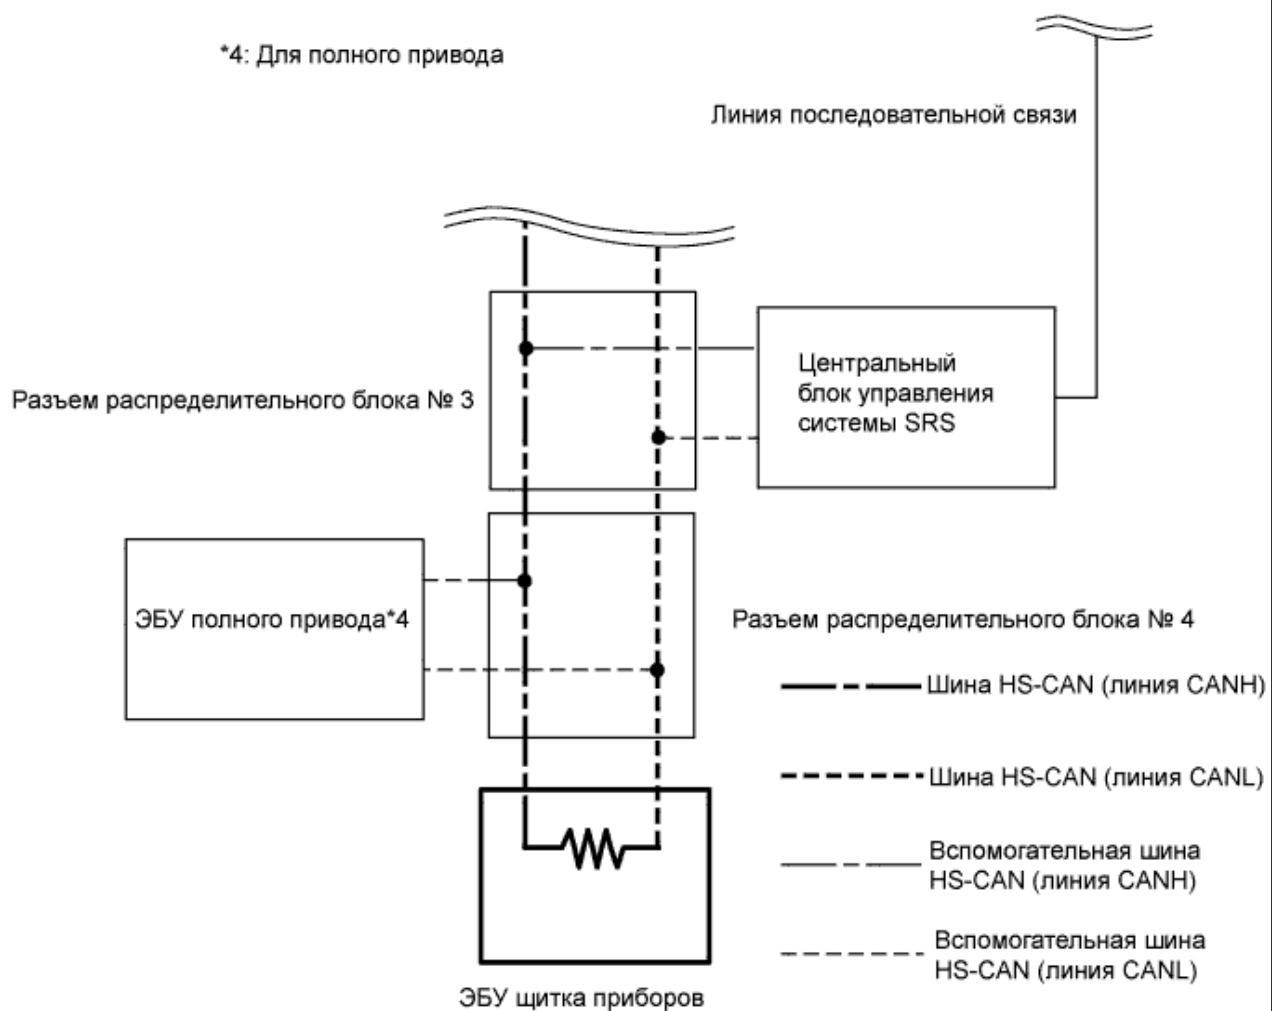 *4: Для полного привода
Линия последовательной связи
Центральный
блок управления
системы SRS
Разъем распределительного блока № 3
ЭБУ полного привода*4
Разъем распределительного блока № 4
Шина HS-CAN (линия CANH)
Шина HS-CAN (линия CANL)
Вспомогательная шина
HS-CAN (линия CANH)
Вспомогательная шина
HS-CAN (линия CANL)
ЭБУ щитка приборов